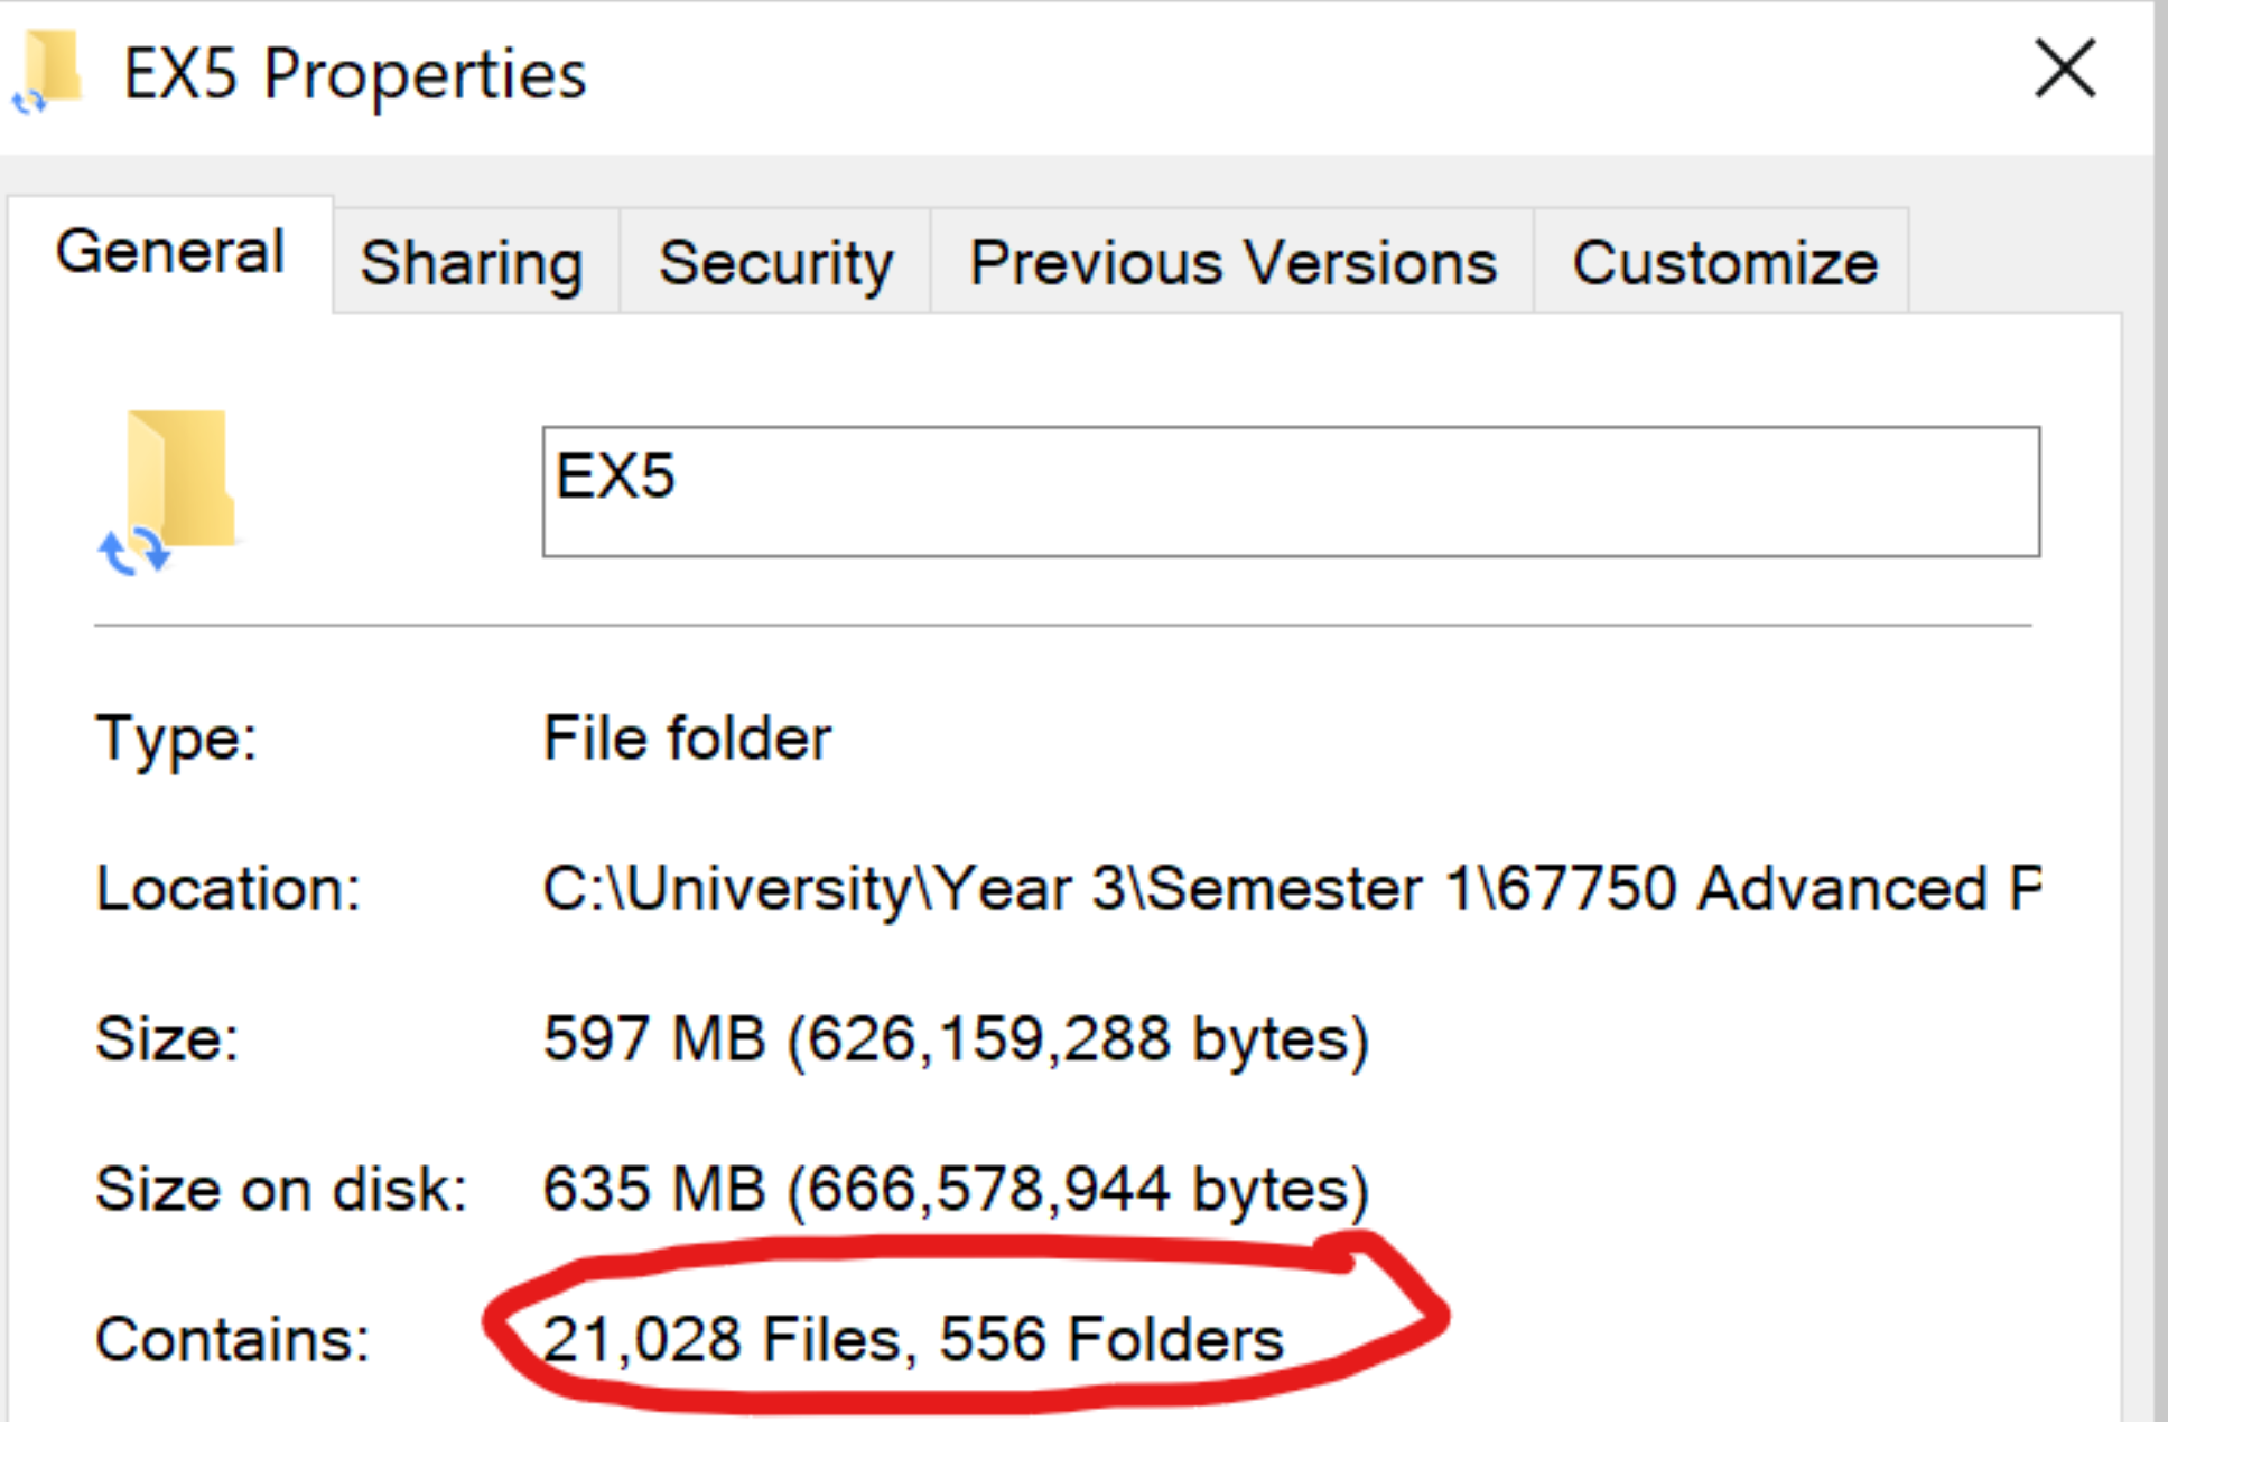 EX5 Properties
General Sharing Security Previous Versions Customize
EX5
Type: File folder
Location: C:\University\Year 3\Semester 1\67750 Advanced P
Size: 597 MB (626,159,288 bytes)
Size on disk: 635 MB (666,578,944 bytes)
Contains: 21,028 Files, 556 Folders